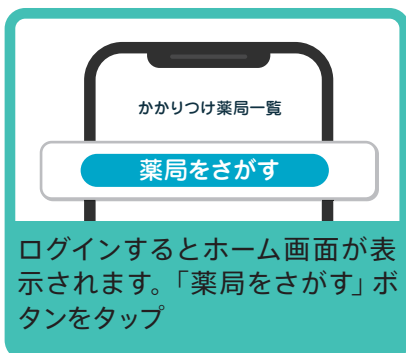 かかりつけ薬局一覧
薬局をさがす
ログインするとホーム画面が表
示されます。「薬局をさがす」ボ
タンをタップ